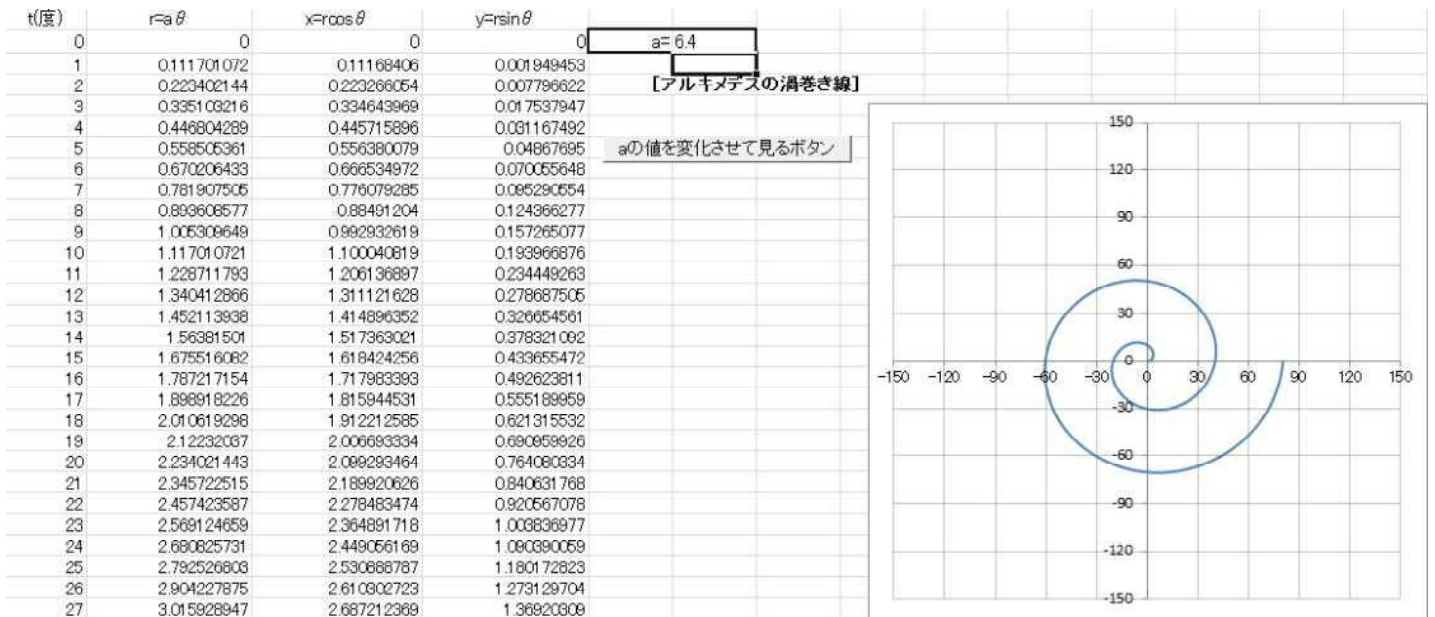 t(度) r=aθ x=rcosθ y=rsinθ
0 0 0 0 a= 6.4
1 0.111701072 0.11168406 0.001949453
2 0.223402144 0.223266054 0.007796622 [アルキメデスの渦巻き線]
3 0.335103216 0.334643969 0.017537947
4 0.446804289 0.445715896 0.031167492
5 0.558505361 0.556380079 0.04867695 aの値を変化させて見るボタン
6 0.670206433 0.666534972 0.070055648
7 0.781907505 0.776079285 0.095290554
8 0.893608577 0.88491204 0.124366277
9 1.005309649 0.992932619 0.157265077
10 1.117010721 1.100040819 0.193966876
11 1.228711793 1.206136897 0.234449263
12 1.340412866 1.311121628 0.278687505
13 1.452113938 1.414896352 0.326654561
14 1.56381501 1.517363021 0.378321092
15 1.675516082 1.618424256 0.433655472
16 1.787217154 1.717983393 0.492623811
17 1.898918226 1.815944531 0.555189959
18 2.010619298 1.912212585 0.621315532
19 2.12232037 2.006693334 0.690959926
20 2.234021443 2.099293464 0.764080334
21 2.345722515 2.189920626 0.840631768
22 2.457423587 2.278483474 0.920567078
23 2.569124659 2.364891718 1.003836977
24 2.680825731 2.449056169 1.090390059
25 2.792526803 2.530888787 1.180172823
26 2.904227875 2.610302723 1.273129704
27 3.015928947 2.687212369 1.36920309
150
120
90
60
30
0
-150 -120 -90 -60 -30 0 30 60 90 120 150
-30
-60
-90
-120
-150